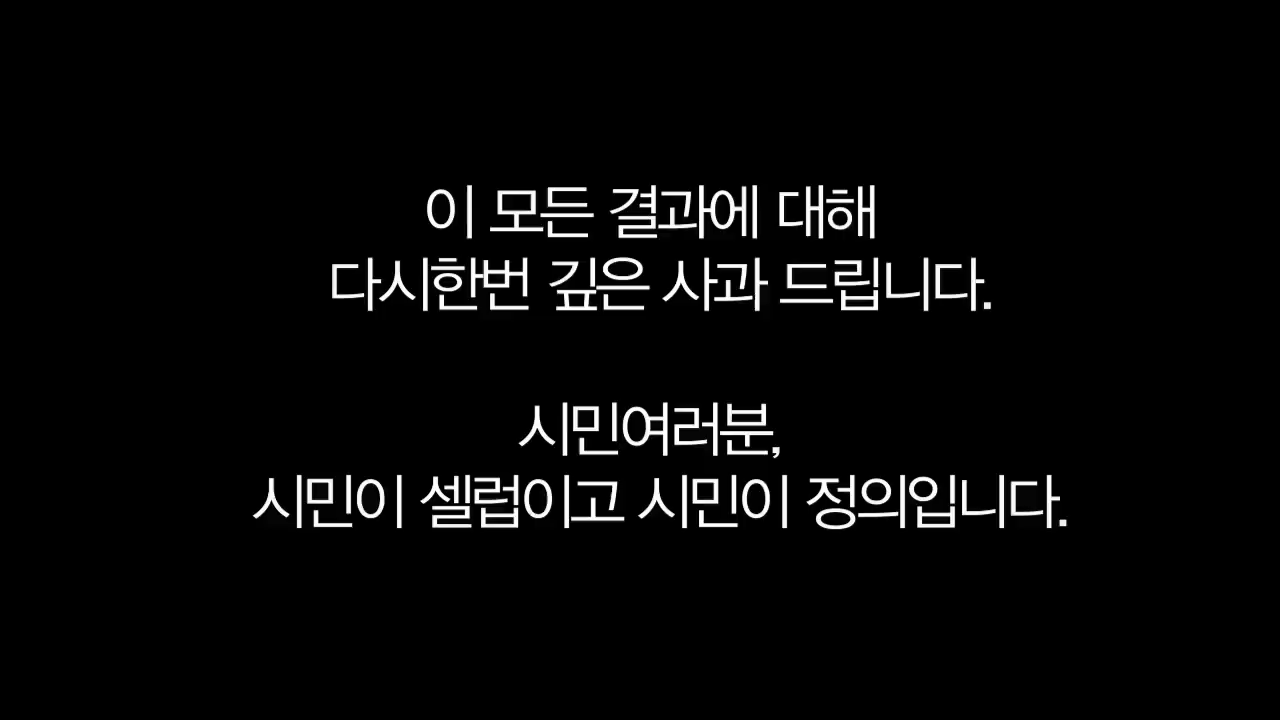 이 모든 결과에 대해
다시한번 깊은 사과 드립니다.
시민여러분,
시민이 셀럽이고 시민이 정의입니다.